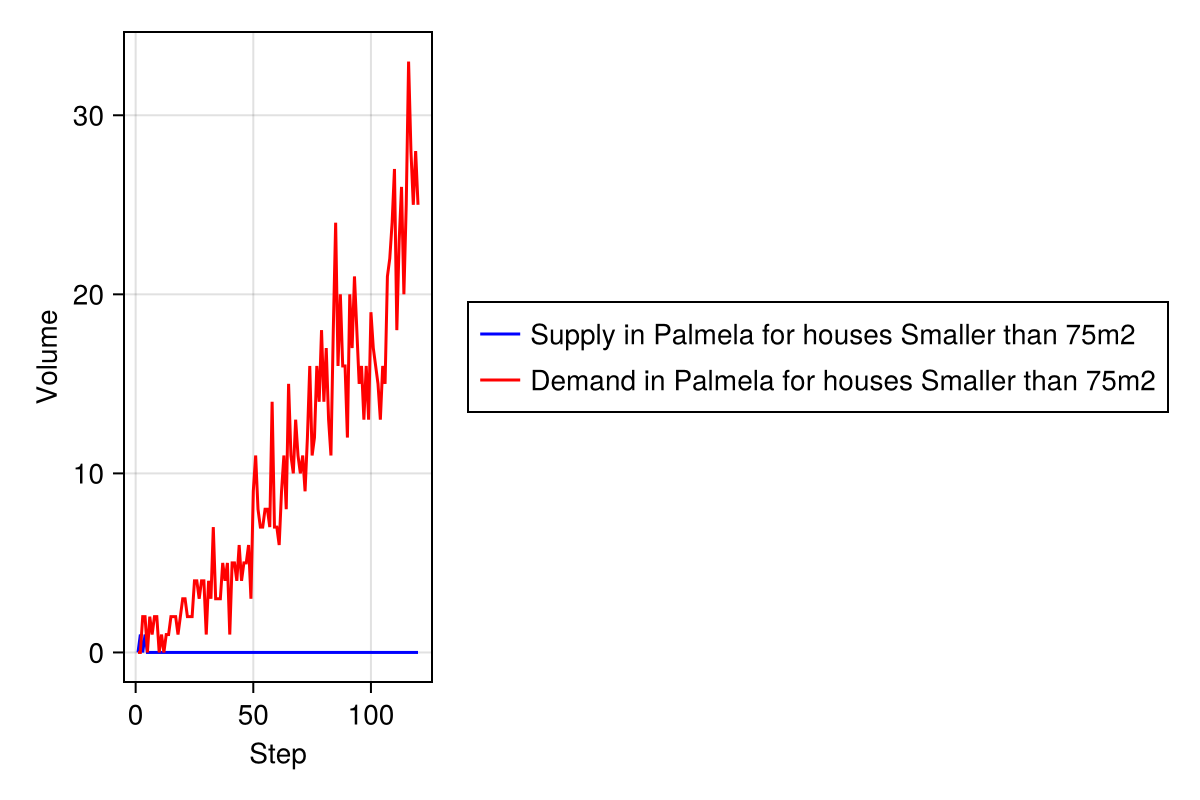 30
20
10
0
Volume
0 50 100
Step
Supply in Palmela for houses Smaller than 75m2
Demand in Palmela for houses Smaller than 75m2